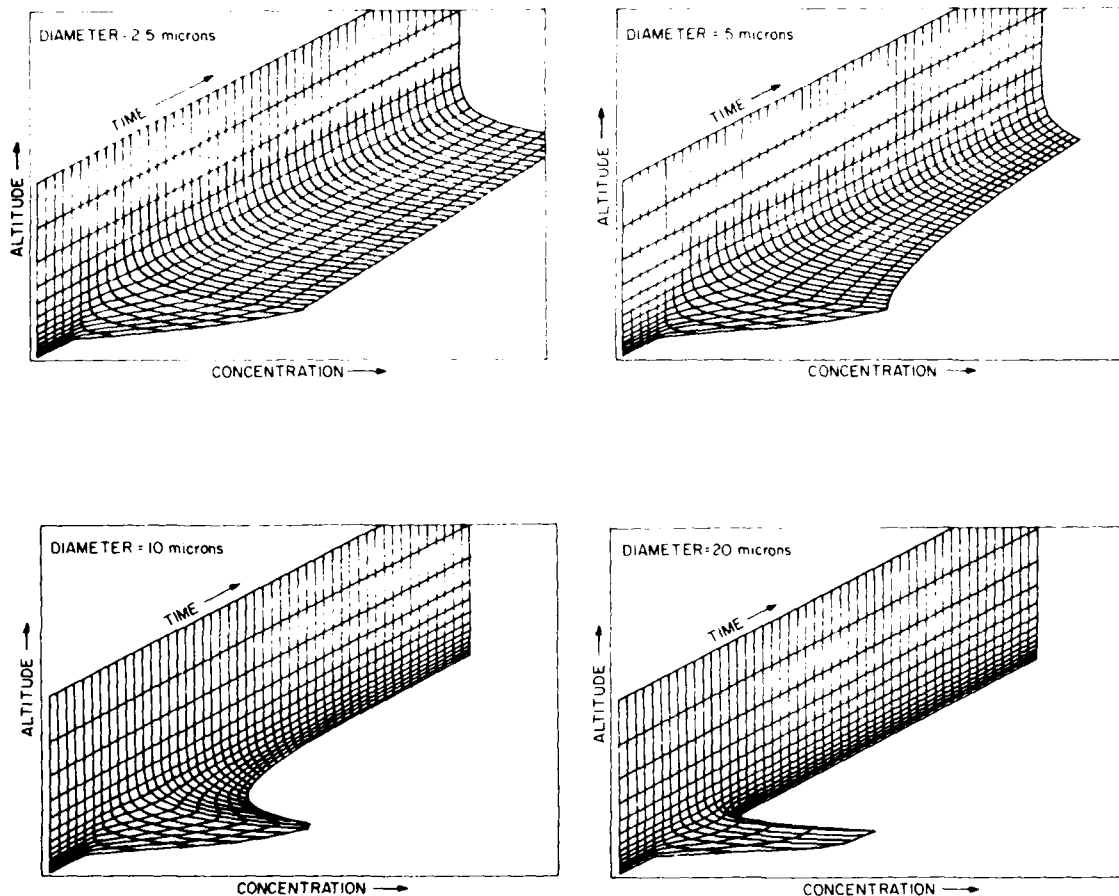 DIAMETER = 2.5 microns
TIME
ALTITUDE
CONCENTRATION
DIAMETER = 5 microns
TIME
ALTITUDE
CONCENTRATION
DIAMETER = 10 microns
TIME
ALTITUDE
CONCENTRATION
DIAMETER = 20 microns
TIME
ALTITUDE
CONCENTRATION